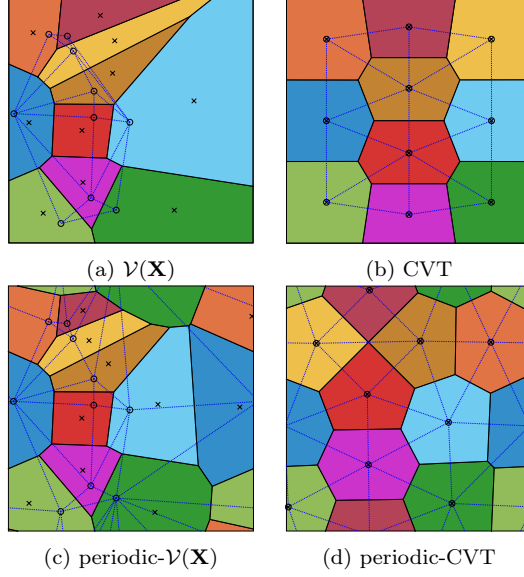 (a) 𝒱(𝐗)
(b) CVT
(c) periodic-𝒱(𝐗)
(d) periodic-CVT